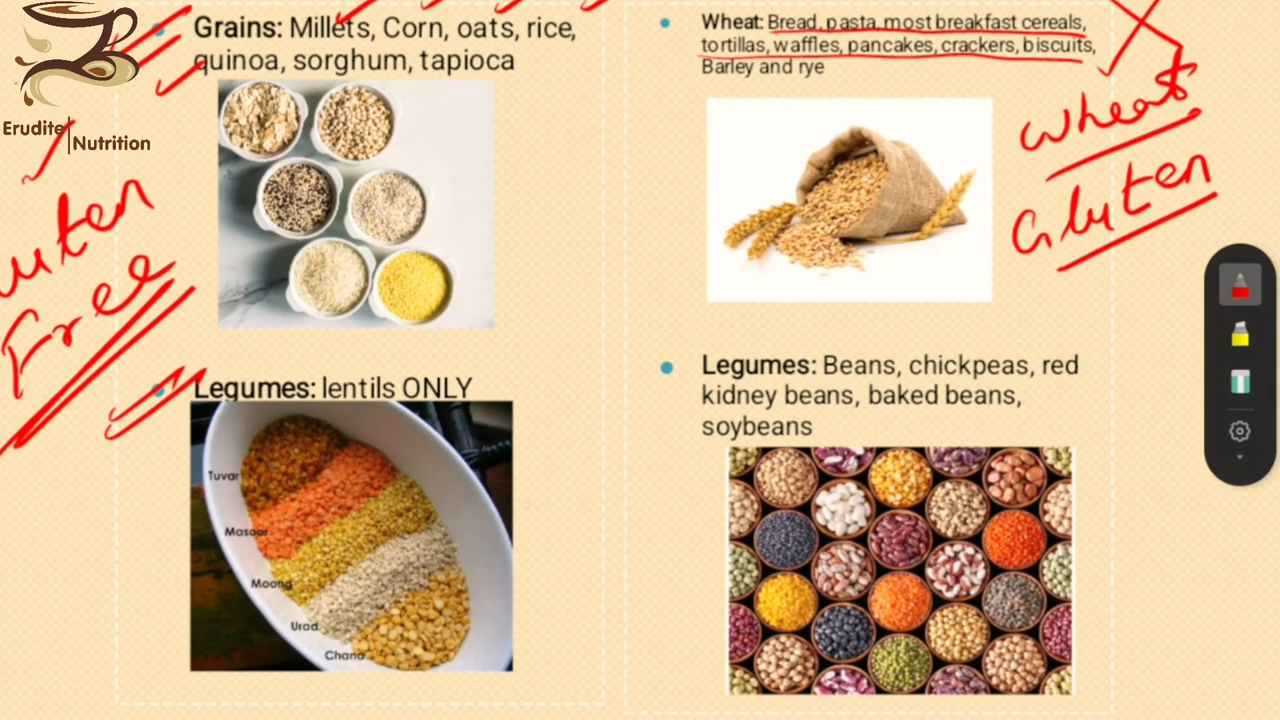 Erudite
Nutrition
Grains: Millets, Corn, oats, rice,
quinoa, sorghum, tapioca
Free
Legumes: lentils ONLY
Tuvar
Masoor
Moong
Urad
Chana
Wheat: Bread, pasta, most breakfast cereals,
tortillas, waffles, pancakes, crackers, biscuits,
Barley and rye
Wheat
Gluten
Legumes: Beans, chickpeas, red
kidney beans, baked beans,
soybeans